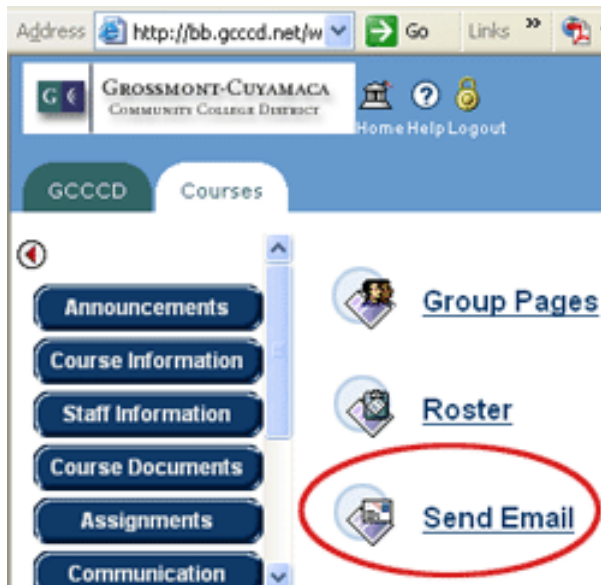 Address http://bb.gcccd.net/w Go Links »
G C GROSSMONT-CUYAMACA
COMMUNITY COLLEGE DISTRICT
Home Help Logout
GCCCD Courses
Announcements
Group Pages
Course Information
Staff Information
Roster
Course Documents
Assignments
Send Email
Communication